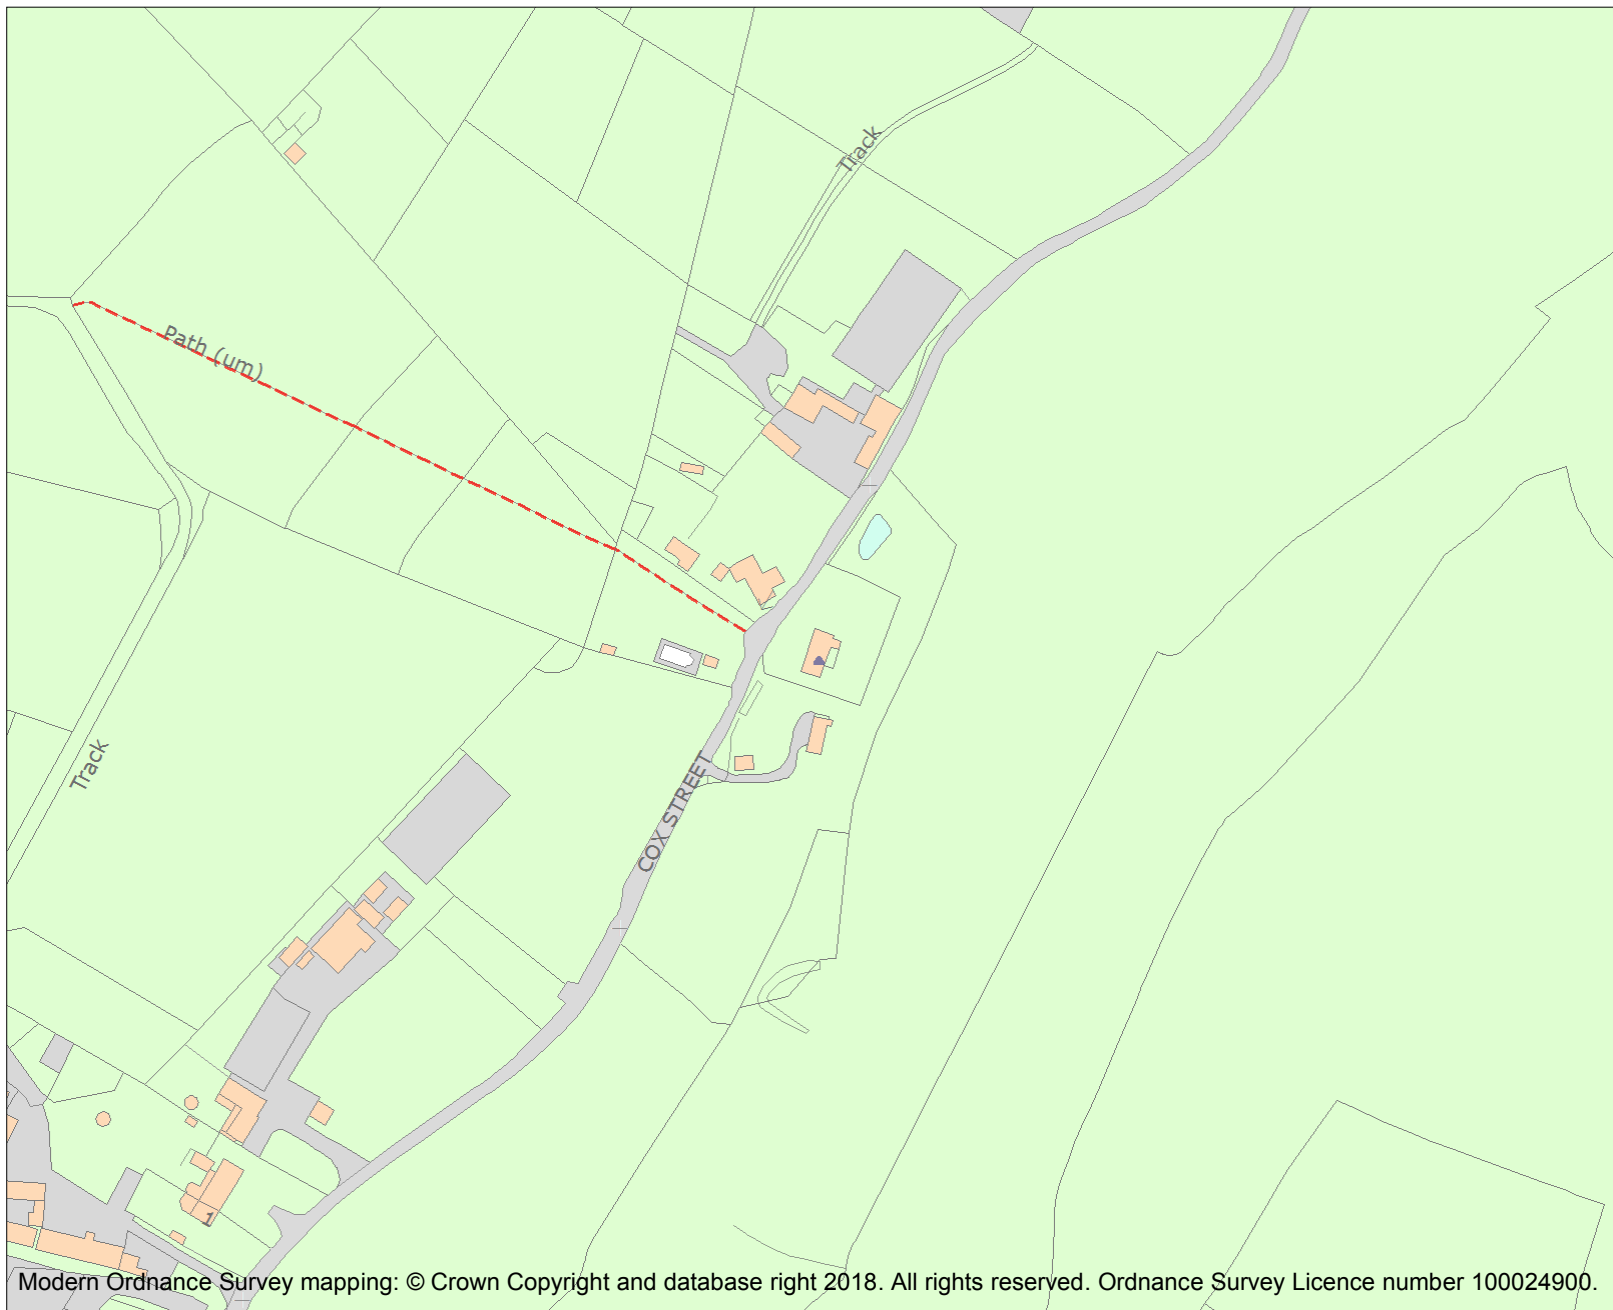 Track
Path (um)
Track
COX STREET
1
Modern Ordnance Survey mapping: © Crown Copyright and database right 2018. All rights reserved. Ordnance Survey Licence number 100024900.